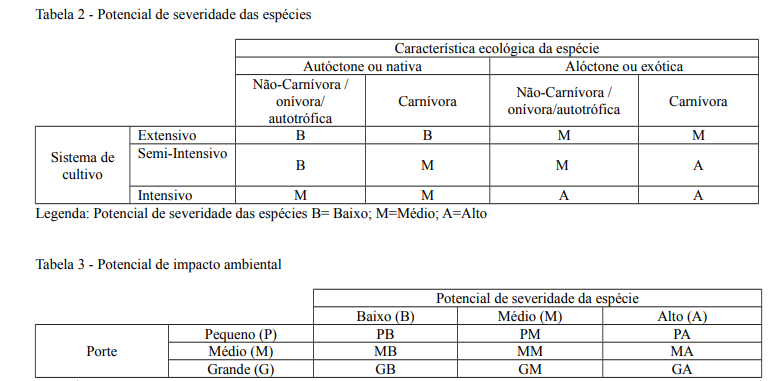 Tabela 2 - Potencial de severidade das espécies
Característica ecológica da espécie
Autóctone ou nativa Alóctone ou exótica
Não-Carnívora /
onívora/
autotrófica
Carnívora
Não-Carnívora /
onívora/autotrófica
Carnívora
Sistema de
cultivo
Extensivo B B M M
Semi-Intensivo B M M A
Intensivo M M A A
Legenda: Potencial de severidade das espécies B= Baixo; M=Médio; A=Alto
Tabela 3 - Potencial de impacto ambiental
Potencial de severidade da espécie
Baixo (B) Médio (M) Alto (A)
Porte
Pequeno (P) PB PM PA
Médio (M) MB MM MA
Grande (G) GB GM GA